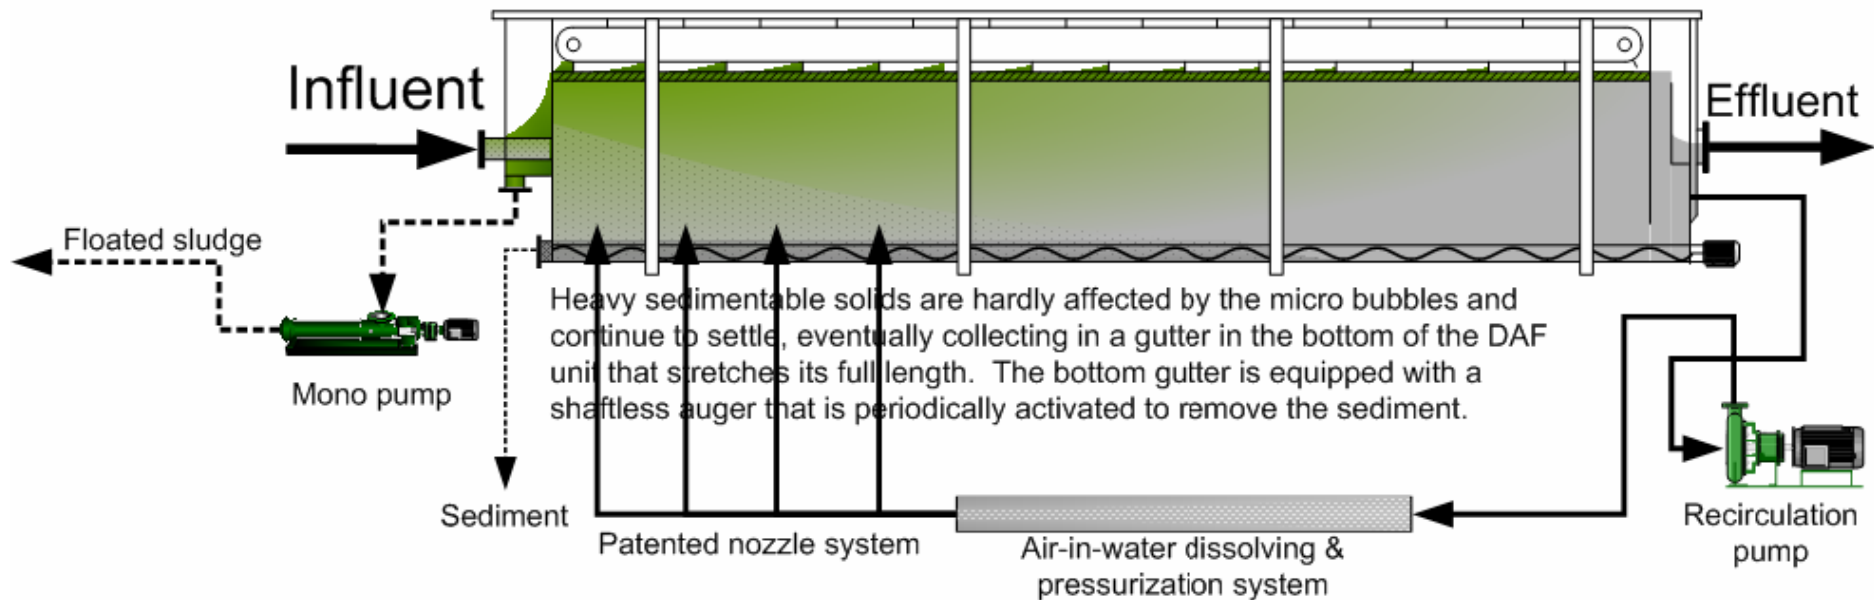 Influent
Effluent
Floated sludge
Heavy sedimentable solids are hardly affected by the micro bubbles and
continue to settle, eventually collecting in a gutter in the bottom of the DAF
unit that stretches its full length. The bottom gutter is equipped with a
shaftless auger that is periodically activated to remove the sediment.
Mono pump
Sediment
Patented nozzle system
Air-in-water dissolving &
pressurization system
Recirculation
pump